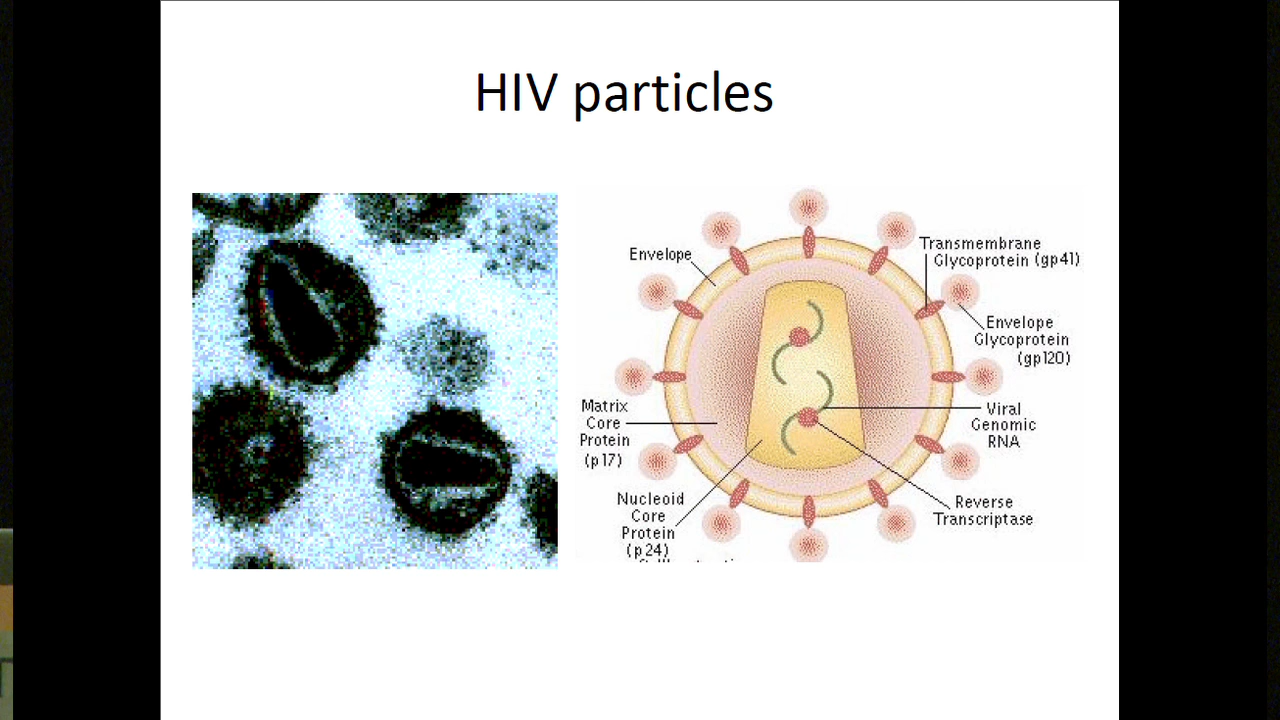 HIV particles
Envelope
Transmembrane
Glycoprotein (gp41)
Envelope
Glycoprotein
(gp120)
Matrix
Core
Protein
(p17)
Viral
Genomic
RNA
Nucleoid
Core
Protein
(p24)
Reverse
Transcriptase